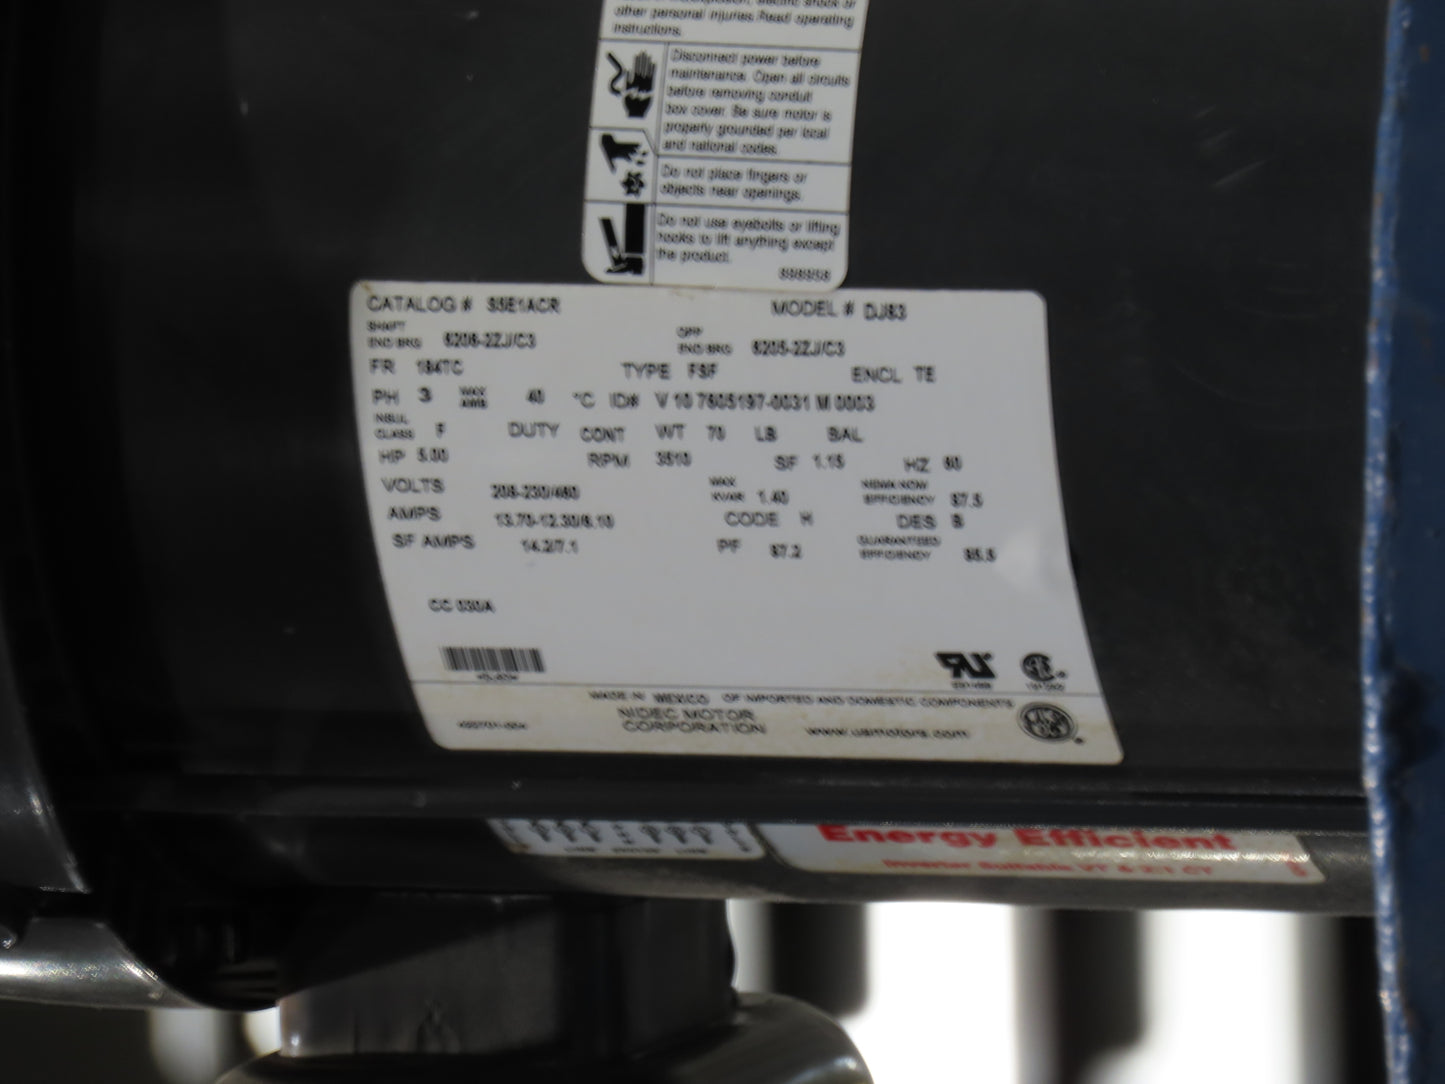 other personal injuries. Read operating
instructions.
Disconnect power before
maintenance. Open all circuits
before removing conduit
box cover. Be sure motor is
properly grounded per local
and national codes.
Do not place fingers or
objects near openings.
Do not use eyebolts or lifting
hooks to lift anything except
the product.
CATALOG # S5E1ACR MODEL # DJ83
SHAFT END BRG 6206-2ZJ/C3 OPP END BRG 6205-2ZJ/C3
FR 184TC TYPE FSF ENCL TE
PH 3 MAX AMB 40 °C ID# V 10 7605197-0031 M 0003
INSUL CLASS F DUTY CONT WT 70 LB BAL
HP 5.00 RPM 3510 SF 1.15 HZ 60
VOLTS 208-230/460 MAX KVAR 1.40 NEMA NOM EFFICIENCY 87.5
AMPS 13.70-12.30/6.10 CODE H DES B
SF AMPS 14.2/7.1 PF 87.2 GUARANTEED EFFICIENCY 85.5
CC 030A
MADE IN MEXICO OF IMPORTED AND DOMESTIC COMPONENTS
NIDEC MOTOR
CORPORATION www.usmotors.com
Energy Efficient
Inverter Suitable